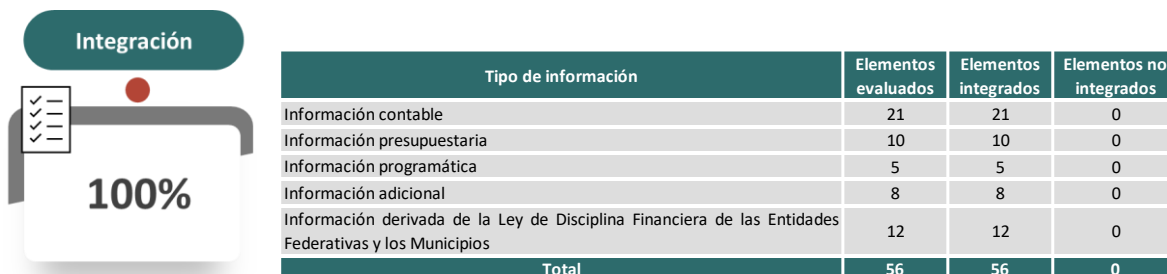 Integración
100%
Tipo de información Elementos evaluados Elementos integrados Elementos no integrados
Información contable 21 21 0
Información presupuestaria 10 10 0
Información programática 5 5 0
Información adicional 8 8 0
Información derivada de la Ley de Disciplina Financiera de las Entidades
Federativas y los Municipios 12 12 0
Total 56 56 0